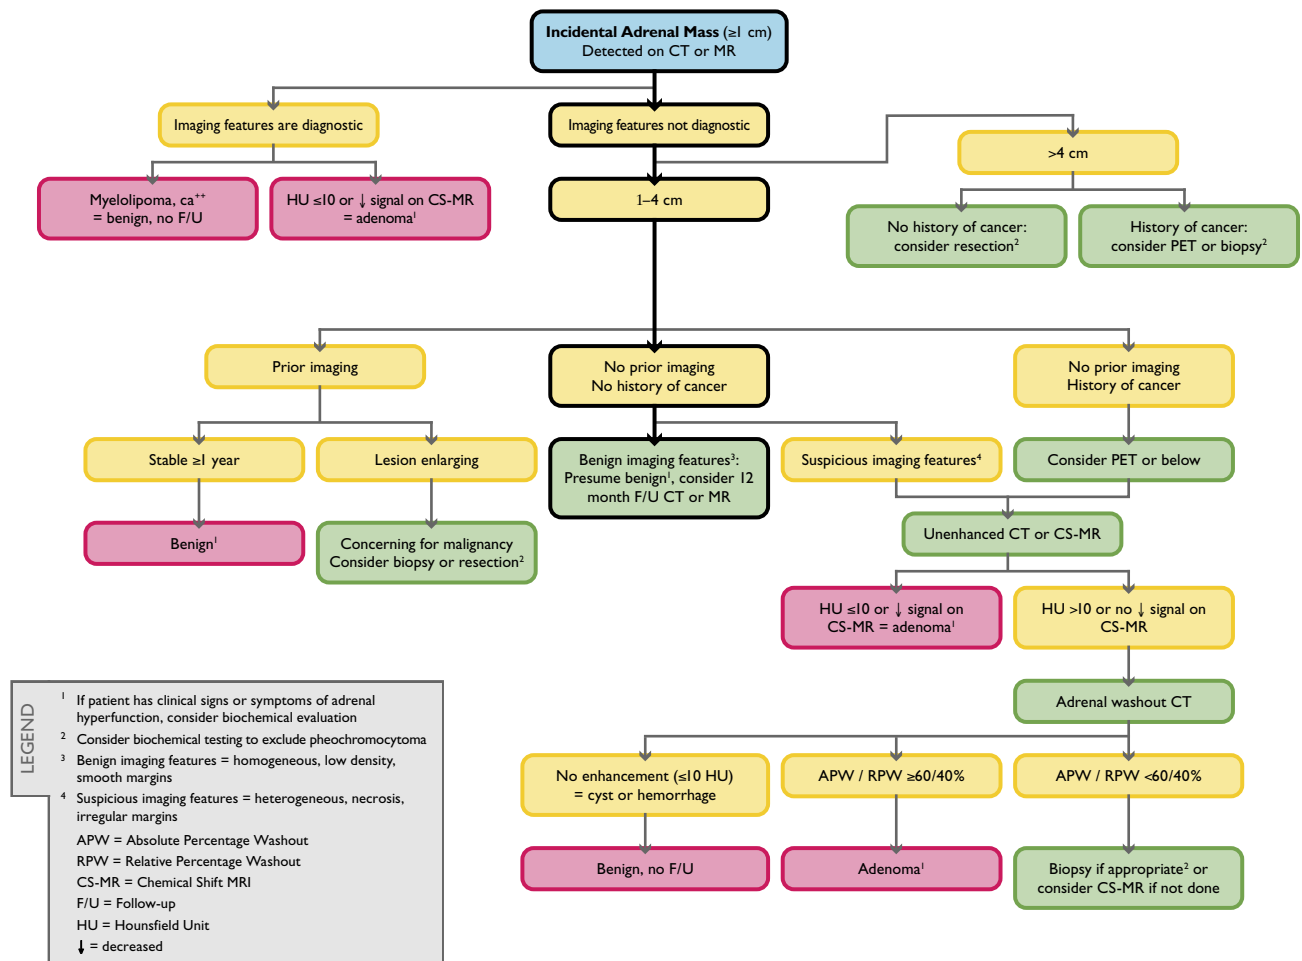 Incidental Adrenal Mass (≥1 cm)
Detected on CT or MR
Imaging features are diagnostic
Imaging features not diagnostic
>4 cm
Myelolipoma, ca⁺⁺
= benign, no F/U
HU ≤10 or ↓ signal on CS-MR
= adenoma¹
1–4 cm
No history of cancer:
consider resection²
History of cancer:
consider PET or biopsy²
Prior imaging
No prior imaging
No history of cancer
No prior imaging
History of cancer
Stable ≥1 year
Lesion enlarging
Benign imaging features³:
Presume benign¹, consider 12
month F/U CT or MR
Suspicious imaging features⁴
Consider PET or below
Benign¹
Concerning for malignancy
Consider biopsy or resection²
Unenhanced CT or CS-MR
HU ≤10 or ↓ signal on
CS-MR = adenoma¹
HU >10 or no ↓ signal on
CS-MR
Adrenal washout CT
No enhancement (≤10 HU)
= cyst or hemorrhage
APW / RPW ≥60/40%
APW / RPW <60/40%
Benign, no F/U
Adenoma¹
Biopsy if appropriate² or
consider CS-MR if not done
LEGEND
¹ If patient has clinical signs or symptoms of adrenal
hyperfunction, consider biochemical evaluation
² Consider biochemical testing to exclude pheochromocytoma
³ Benign imaging features = homogeneous, low density,
smooth margins
⁴ Suspicious imaging features = heterogeneous, necrosis,
irregular margins
APW = Absolute Percentage Washout
RPW = Relative Percentage Washout
CS-MR = Chemical Shift MRI
F/U = Follow-up
HU = Hounsfield Unit
↓ = decreased